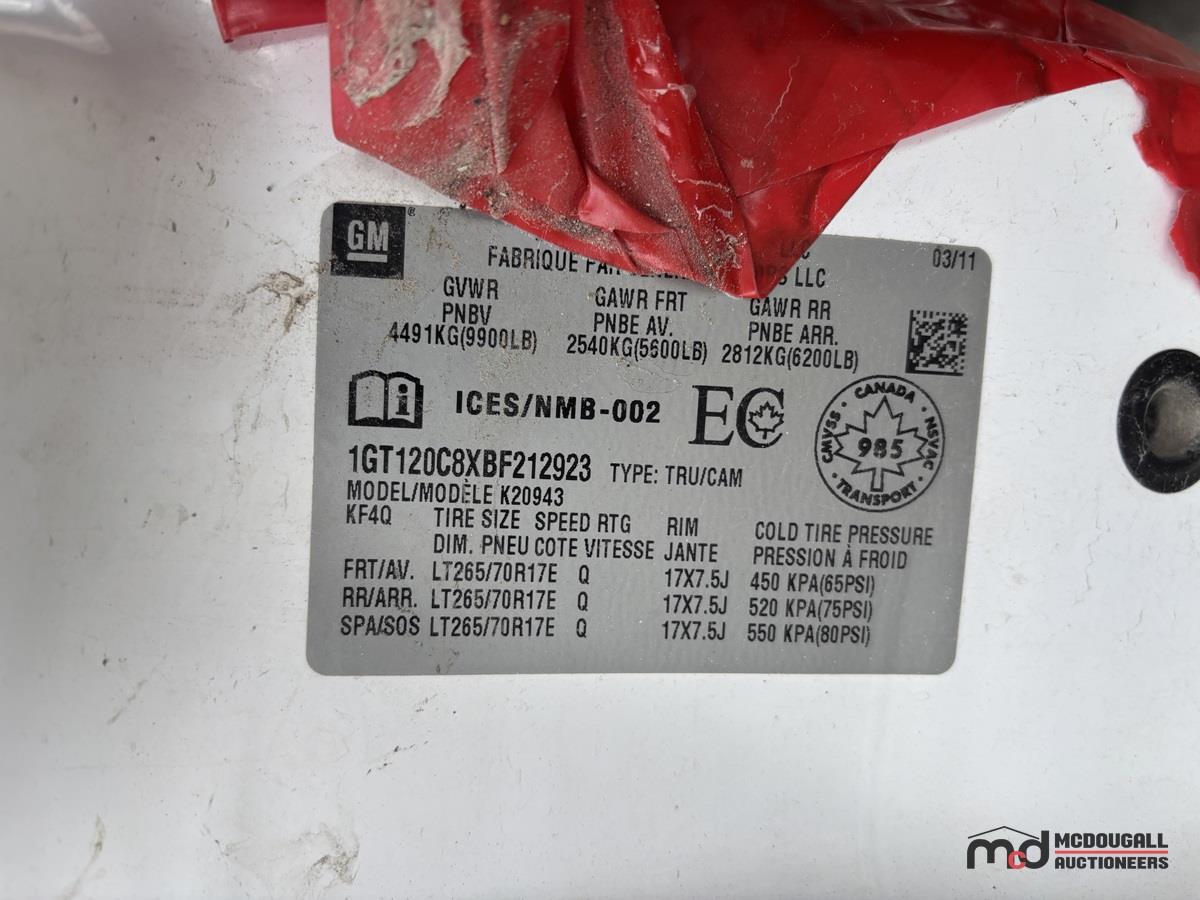 GM
®
LLC
03/11
FABRIQUE PAR LLC
GVWR GAWR FRT GAWR RR
PNBV PNBE AV. PNBE ARR.
4491KG(9900LB) 2540KG(5600LB) 2812KG(6200LB)
ICES/NMB-002 EC
CANADA
CMVSS NSVAC
985
TRANSPORT
1GT120C8XBF212923 TYPE: TRU/CAM
MODEL/MODÈLE K20943
KF4Q TIRE SIZE SPEED RTG RIM COLD TIRE PRESSURE
DIM. PNEU COTE VITESSE JANTE PRESSION À FROID
FRT/AV. LT265/70R17E Q 17X7.5J 450 KPA(65PSI)
RR/ARR. LT265/70R17E Q 17X7.5J 520 KPA(75PSI)
SPA/SOS LT265/70R17E Q 17X7.5J 550 KPA(80PSI)
mcd MCDOUGALL
AUCTIONEERS